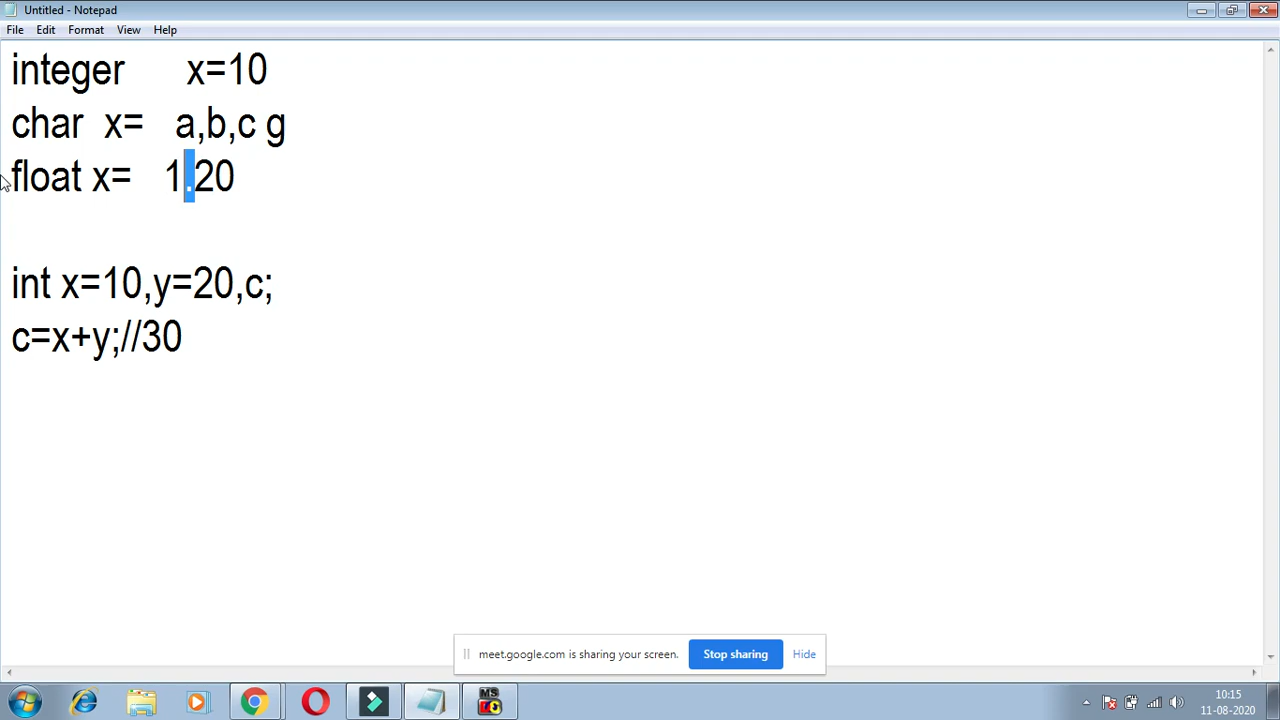 Untitled - Notepad
File Edit Format View Help
integer x=10
char x= a,b,c g
float x= 1.20
int x=10,y=20,c;
c=x+y;//30
meet.google.com is sharing your screen. Stop sharing Hide
MS
10:15
11-08-2020